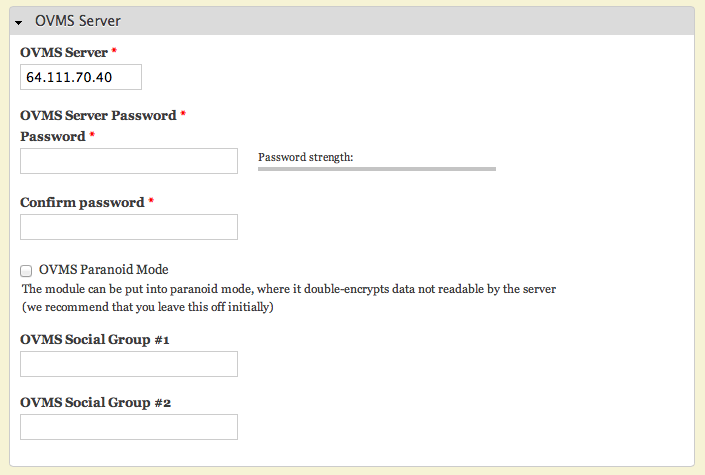 OVMS Server
OVMS Server *
64.111.70.40
OVMS Server Password *
Password *
Password strength:
Confirm password *
OVMS Paranoid Mode
The module can be put into paranoid mode, where it double-encrypts data not readable by the server
(we recommend that you leave this off initially)
OVMS Social Group #1
OVMS Social Group #2